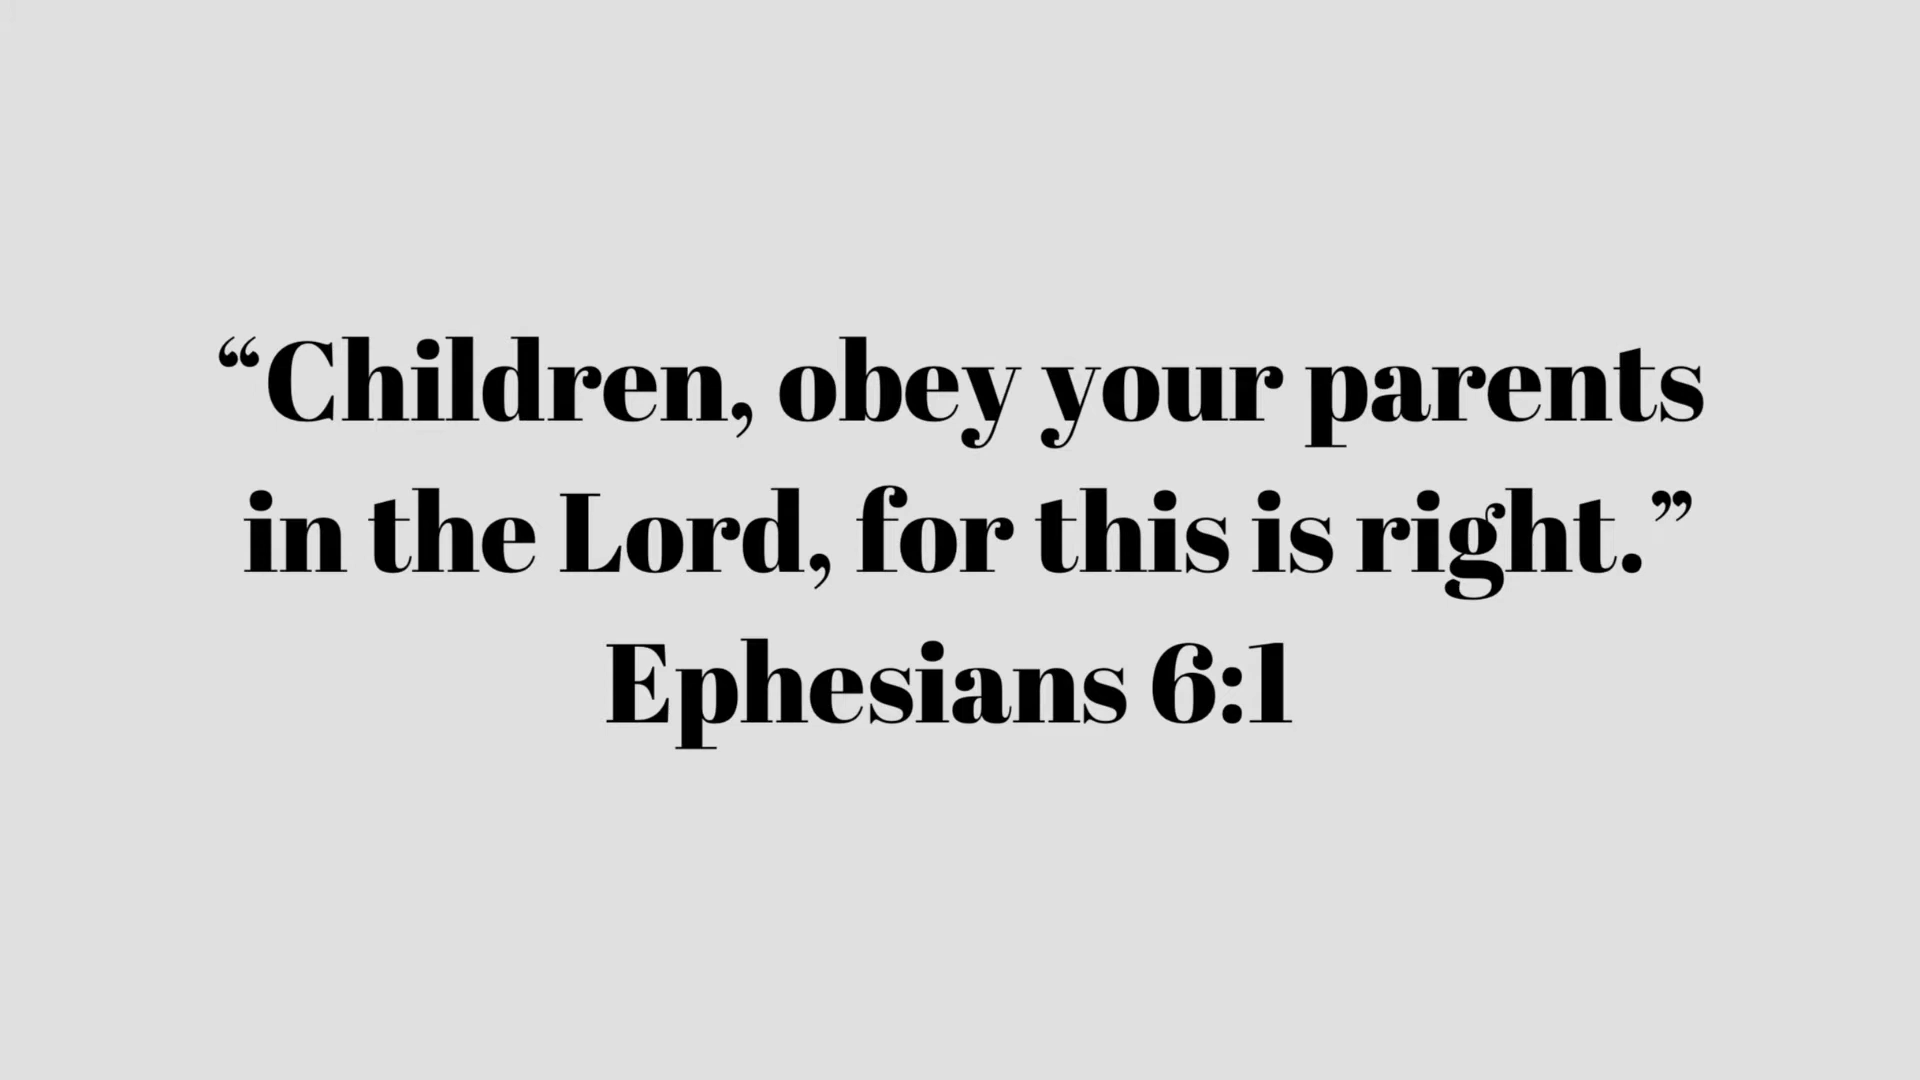 “Children, obey your parents
in the Lord, for this is right.”
Ephesians 6:1